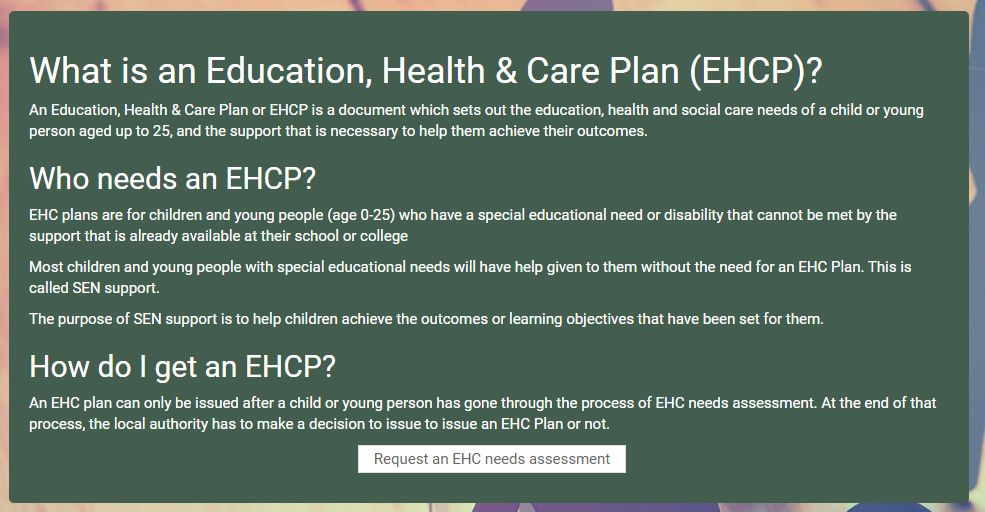 What is an Education, Health & Care Plan (EHCP)?
An Education, Health & Care Plan or EHCP is a document which sets out the education, health and social care needs of a child or young
person aged up to 25, and the support that is necessary to help them achieve their outcomes.
Who needs an EHCP?
EHC plans are for children and young people (age 0-25) who have a special educational need or disability that cannot be met by the
support that is already available at their school or college
Most children and young people with special educational needs will have help given to them without the need for an EHC Plan. This is
called SEN support.
The purpose of SEN support is to help children achieve the outcomes or learning objectives that have been set for them.
How do I get an EHCP?
An EHC plan can only be issued after a child or young person has gone through the process of EHC needs assessment. At the end of that
process, the local authority has to make a decision to issue to issue an EHC Plan or not.
Request an EHC needs assessment